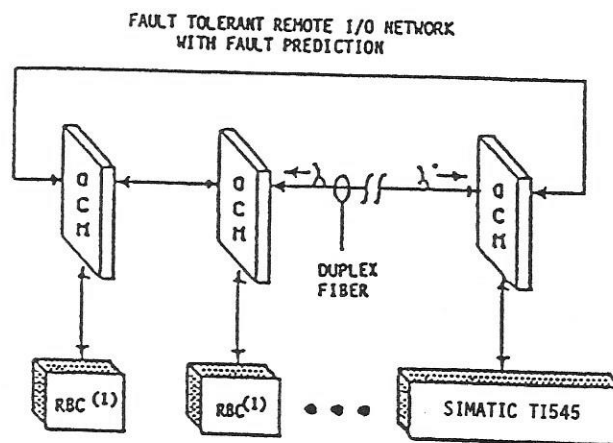 FAULT TOLERANT REMOTE I/O NETWORK
WITH FAULT PREDICTION
O
C
M
O
C
M
O
C
M
DUPLEX
FIBER
RBC (1)
RBC (1)
SIMATIC TI545